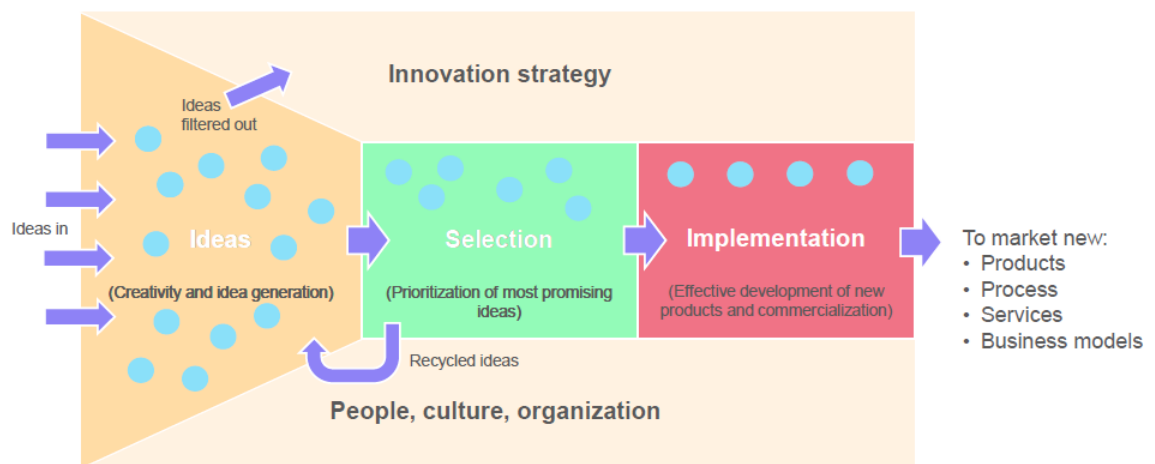 Innovation strategy
Ideas
filtered out
Ideas in
Ideas
(Creativity and idea generation)
Selection
(Prioritization of most promising
ideas)
Implementation
(Effective development of new
products and commercialization)
Recycled ideas
People, culture, organization
To market new:
• Products
• Process
• Services
• Business models